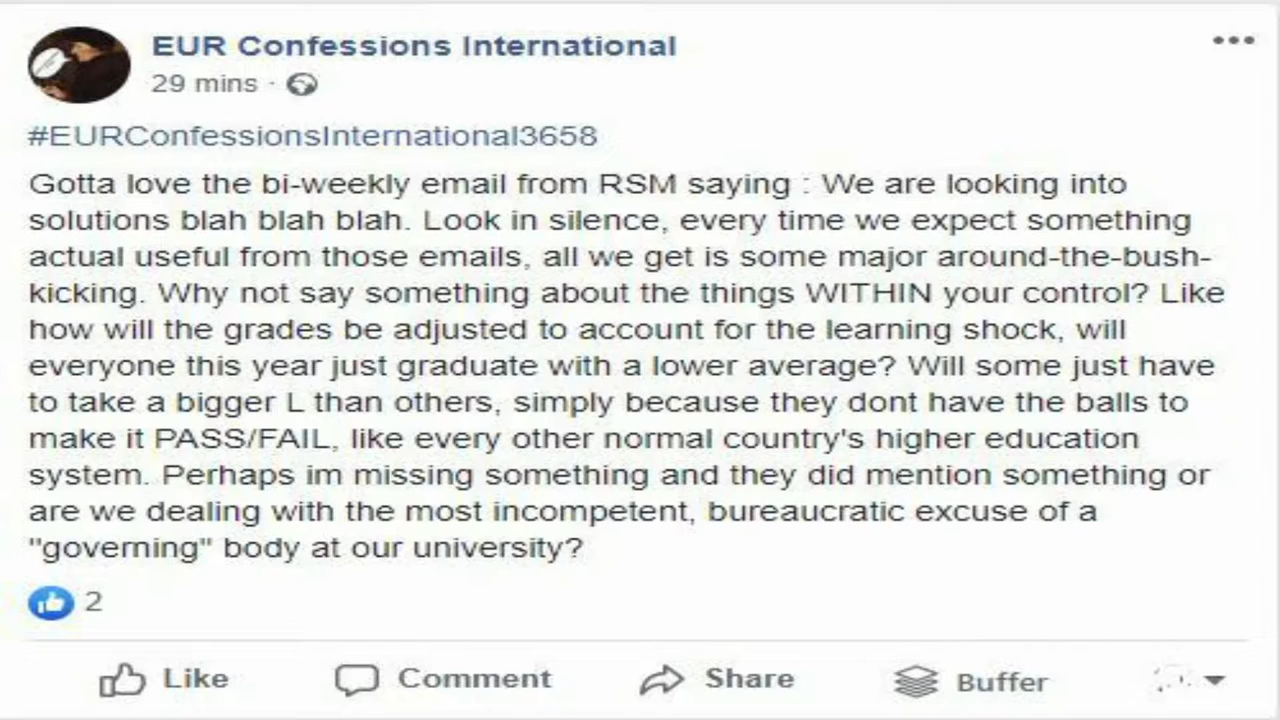 EUR Confessions International
29 mins ·
#EURConfessionsInternational3658
Gotta love the bi-weekly email from RSM saying : We are looking into
solutions blah blah blah. Look in silence, every time we expect something
actual useful from those emails, all we get is some major around-the-bush-
kicking. Why not say something about the things WITHIN your control? Like
how will the grades be adjusted to account for the learning shock, will
everyone this year just graduate with a lower average? Will some just have
to take a bigger L than others, simply because they dont have the balls to
make it PASS/FAIL, like every other normal country's higher education
system. Perhaps im missing something and they did mention something or
are we dealing with the most incompetent, bureaucratic excuse of a
"governing" body at our university?
2
Like Comment Share Buffer